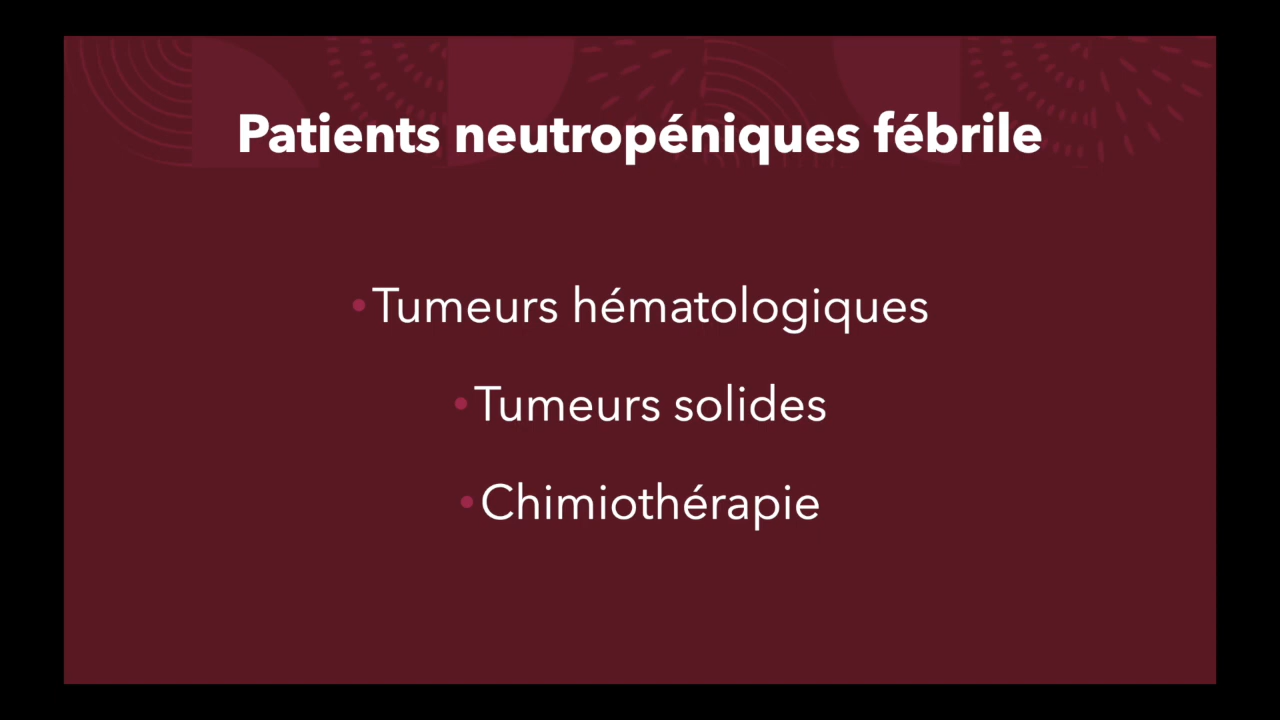 Patients neutropéniques fébrile
•Tumeurs hématologiques
•Tumeurs solides
•Chimiothérapie